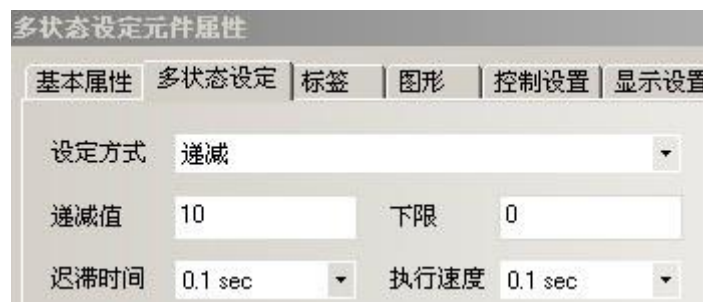 多状态设定元件属性
基本属性 多状态设定 标签 图形 控制设置 显示设置
设定方式 递减
递减值 10 下限 0
迟滞时间 0.1 sec 执行速度 0.1 sec